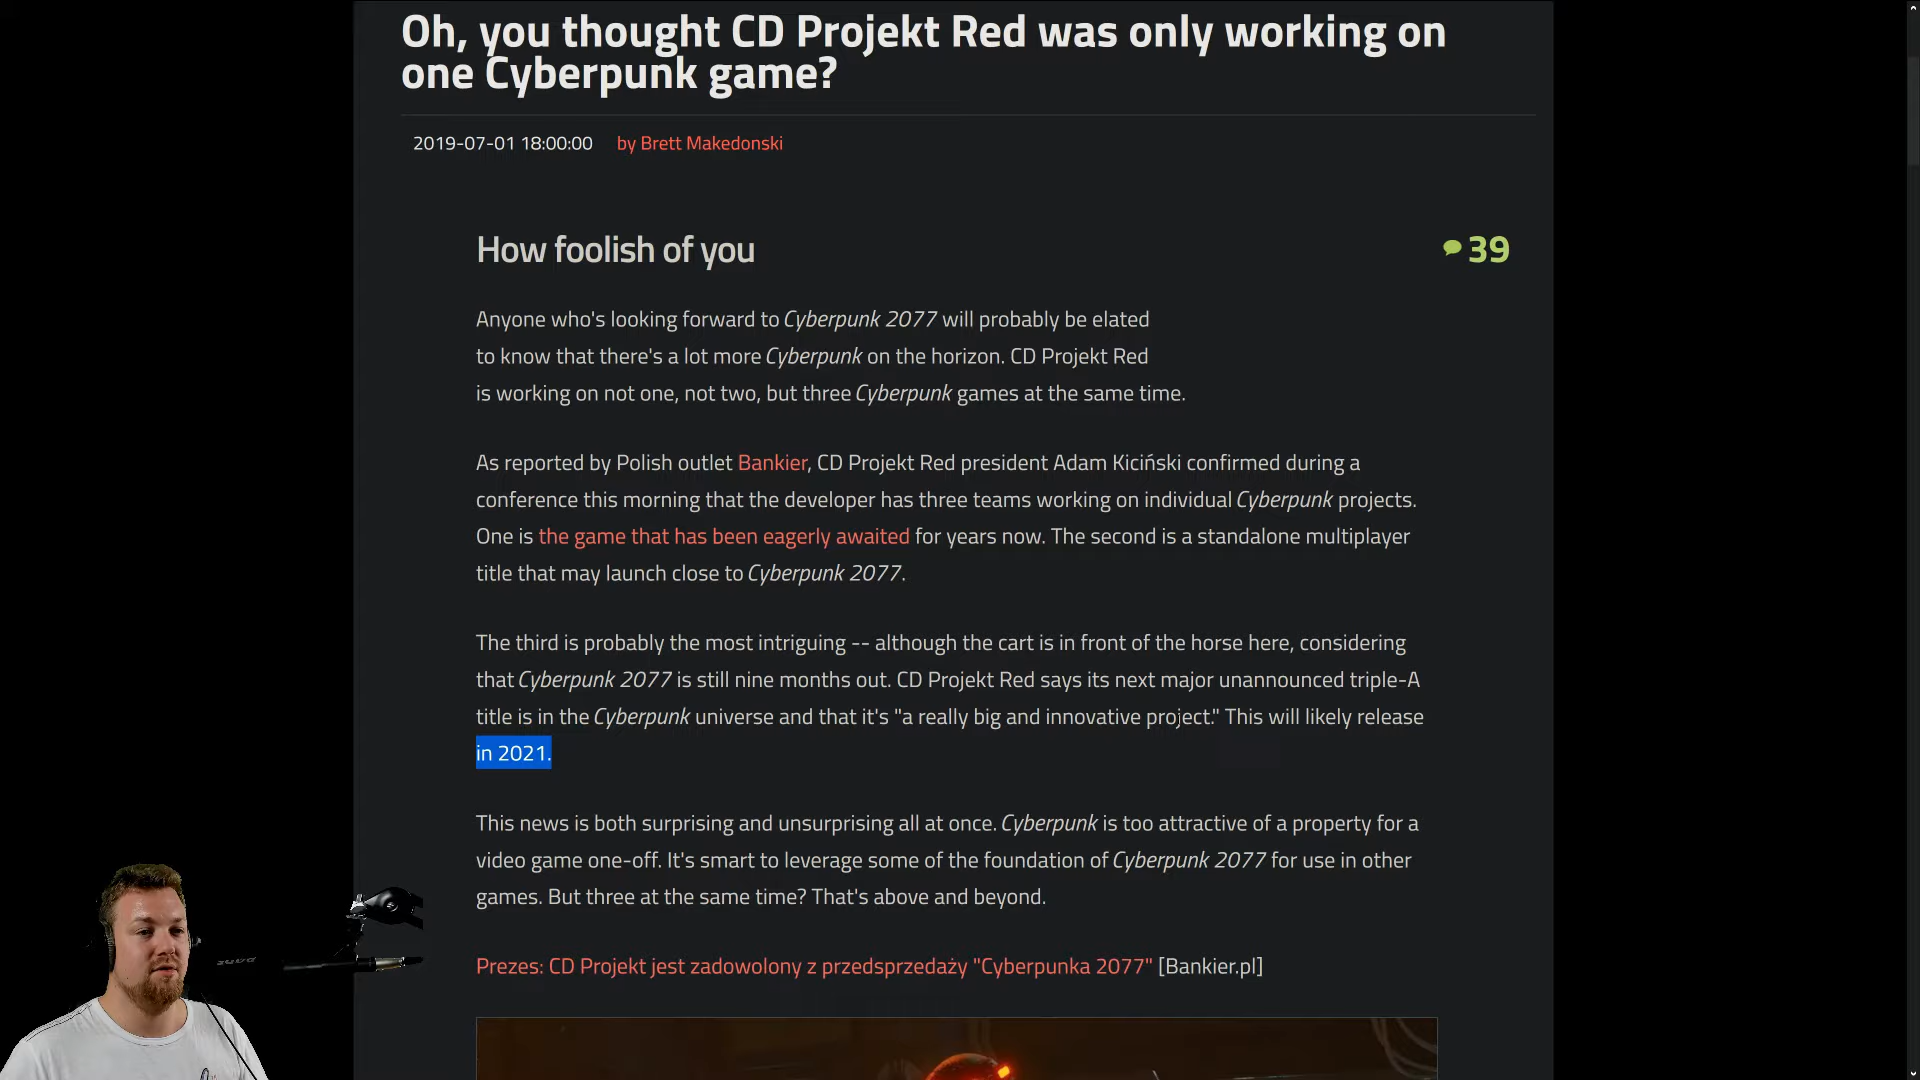 Oh, you thought CD Projekt Red was only working on
one Cyberpunk game?
2019-07-01 18:00:00 by Brett Makedonski
How foolish of you
39
Anyone who's looking forward to Cyberpunk 2077 will probably be elated
to know that there's a lot more Cyberpunk on the horizon. CD Projekt Red
is working on not one, not two, but three Cyberpunk games at the same time.
As reported by Polish outlet Bankier, CD Projekt Red president Adam Kiciński confirmed during a
conference this morning that the developer has three teams working on individual Cyberpunk projects.
One is the game that has been eagerly awaited for years now. The second is a standalone multiplayer
title that may launch close to Cyberpunk 2077.
The third is probably the most intriguing -- although the cart is in front of the horse here, considering
that Cyberpunk 2077 is still nine months out. CD Projekt Red says its next major unannounced triple-A
title is in the Cyberpunk universe and that it's "a really big and innovative project." This will likely release
in 2021.
This news is both surprising and unsurprising all at once. Cyberpunk is too attractive of a property for a
video game one-off. It's smart to leverage some of the foundation of Cyberpunk 2077 for use in other
games. But three at the same time? That's above and beyond.
Prezes: CD Projekt jest zadowolony z przedsprzedaży "Cyberpunka 2077" [Bankier.pl]